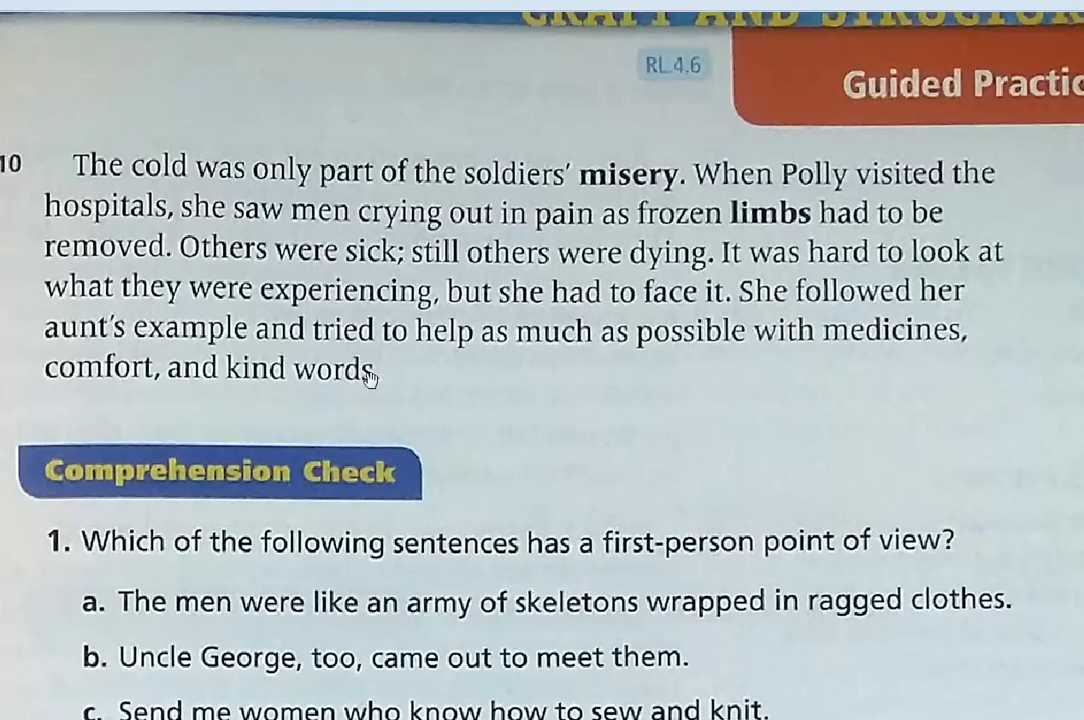 CRAFT AND STRUCTUR
RL.4.6
Guided Practic
10 The cold was only part of the soldiers’ misery. When Polly visited the
hospitals, she saw men crying out in pain as frozen limbs had to be
removed. Others were sick; still others were dying. It was hard to look at
what they were experiencing, but she had to face it. She followed her
aunt’s example and tried to help as much as possible with medicines,
comfort, and kind words.
Comprehension Check
1. Which of the following sentences has a first-person point of view?
a. The men were like an army of skeletons wrapped in ragged clothes.
b. Uncle George, too, came out to meet them.
c. Send me women who know how to sew and knit.